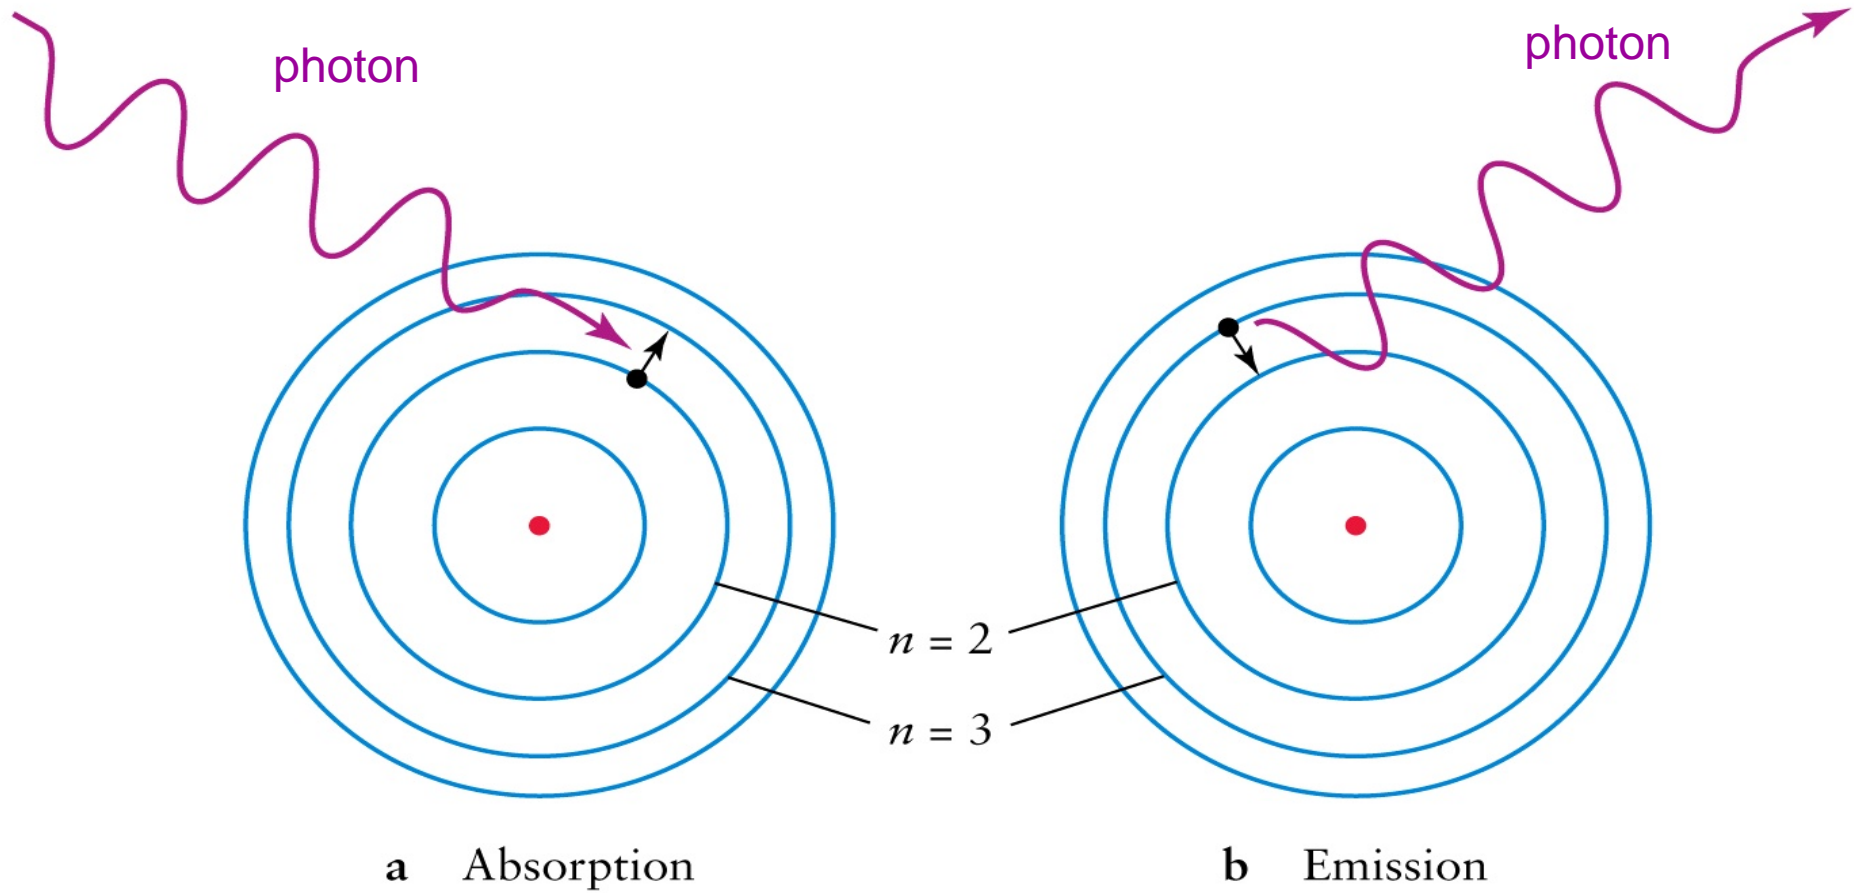 photon
photon
n = 2
n = 3
a Absorption
b Emission